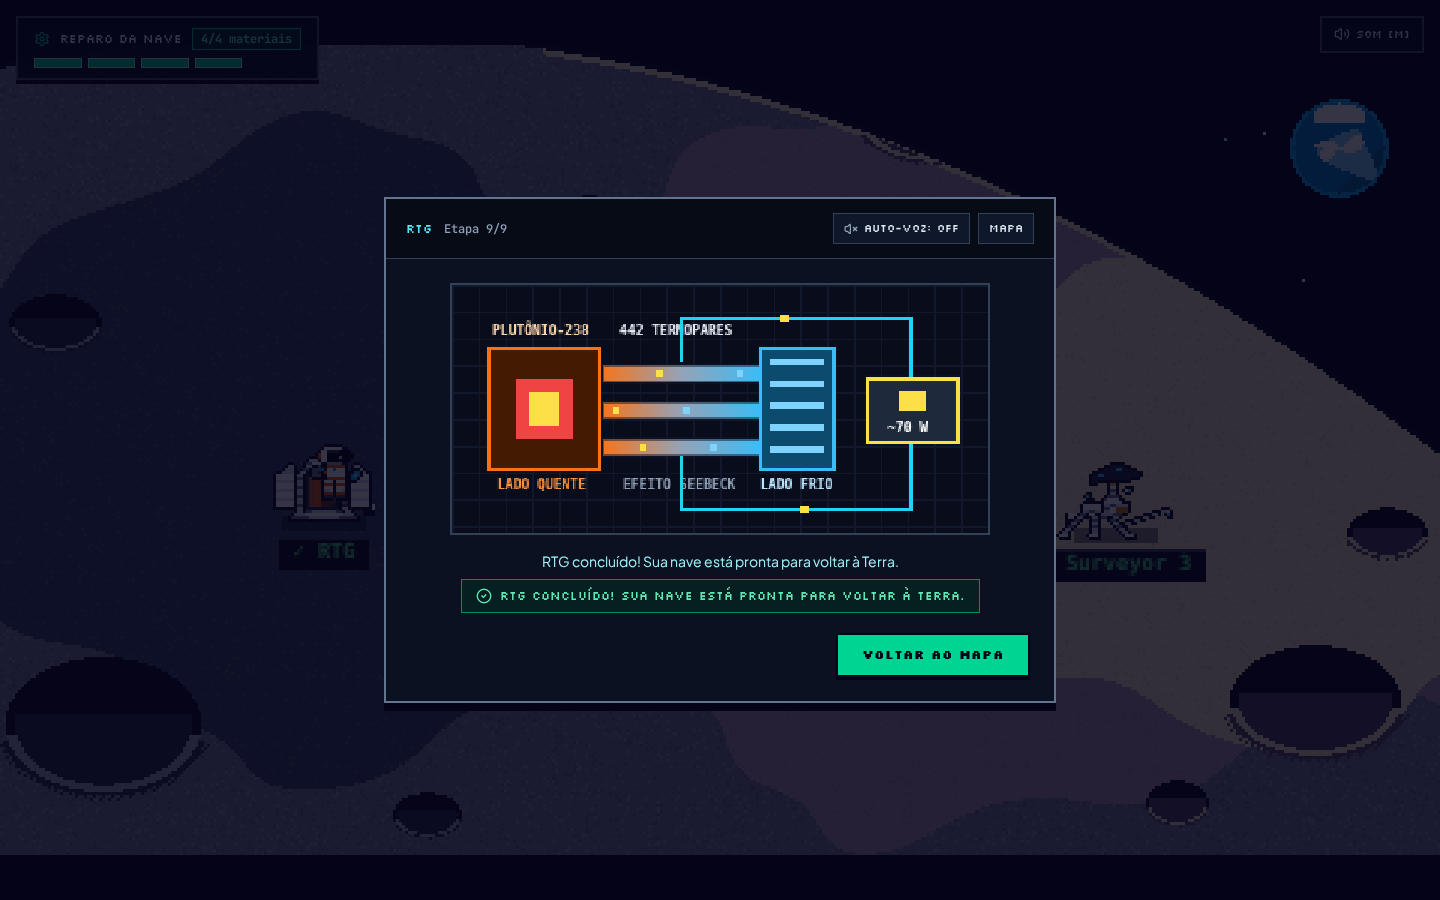 REPARO DA NAVE 4/4 materiais
SOM [M]
RTG Etapa 9/9
AUTO-VOZ: OFF
MAPA
PLUTÔNIO-238 442 TERMOPARES
~70 W
LADO QUENTE EFEITO SEEBECK LADO FRIO
✓ RTG
Surveyor 3
RTG concluído! Sua nave está pronta para voltar à Terra.
RTG CONCLUÍDO! SUA NAVE ESTÁ PRONTA PARA VOLTAR À TERRA.
VOLTAR AO MAPA